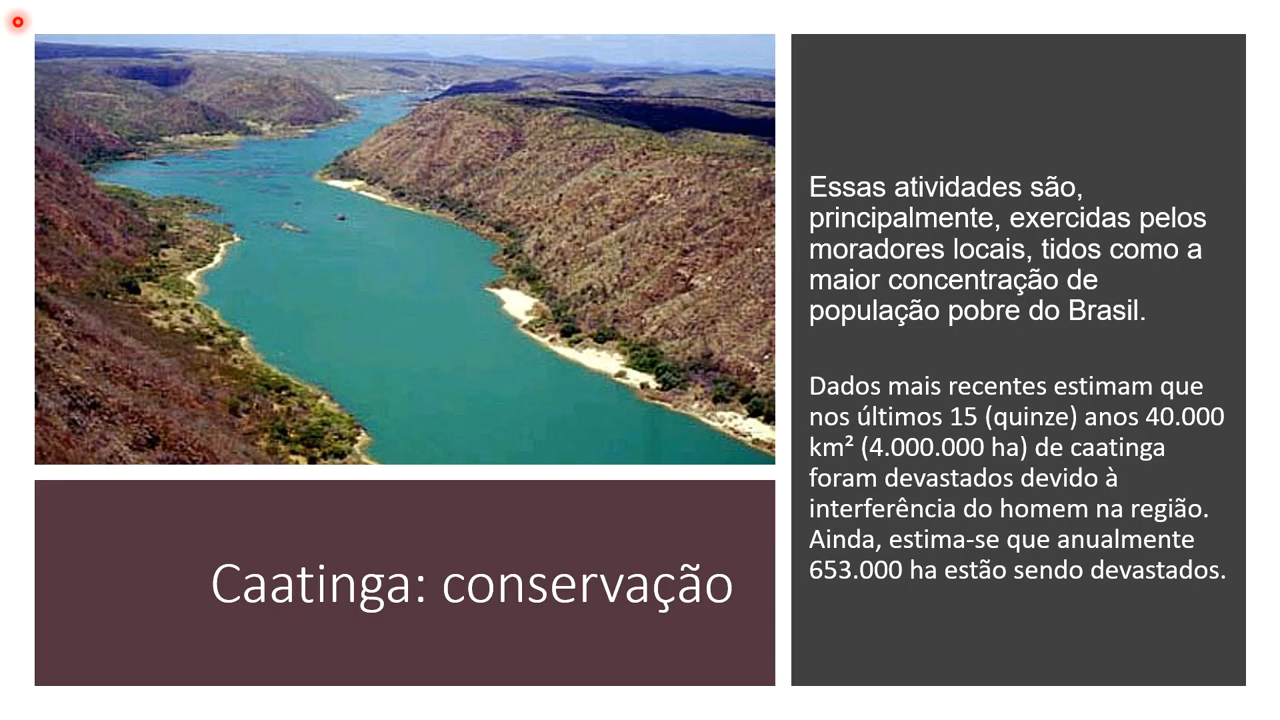 Caatinga: conservação
Essas atividades são,
principalmente, exercidas pelos
moradores locais, tidos como a
maior concentração de
população pobre do Brasil.
Dados mais recentes estimam que
nos últimos 15 (quinze) anos 40.000
km² (4.000.000 ha) de caatinga
foram devastados devido à
interferência do homem na região.
Ainda, estima-se que anualmente
653.000 ha estão sendo devastados.